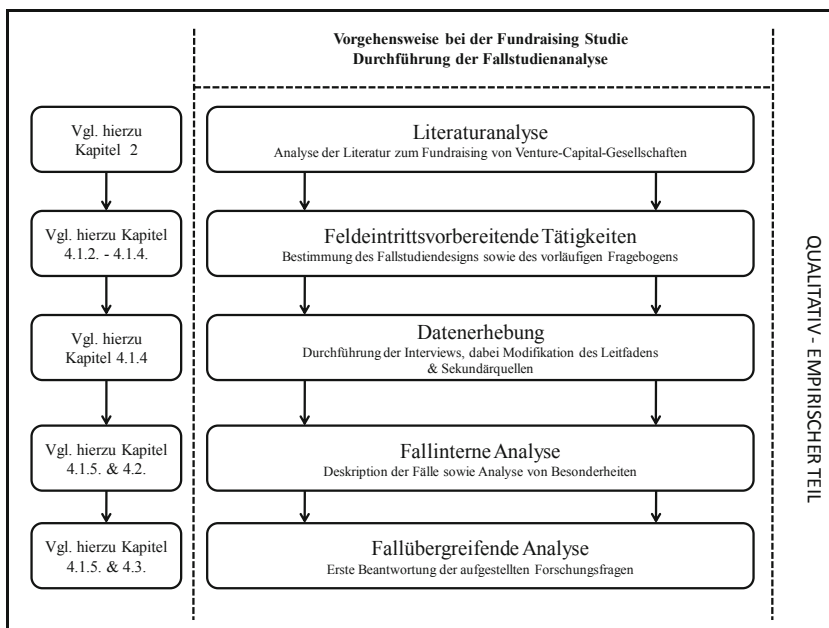 Vorgehensweise bei der Fundraising Studie
Durchführung der Fallstudienanalyse
Vgl. hierzu
Kapitel 2
Literaturanalyse
Analyse der Literatur zum Fundraising von Venture-Capital-Gesellschaften
Vgl. hierzu Kapitel
4.1.2. - 4.1.4.
Feldeintrittsvorbereitende Tätigkeiten
Bestimmung des Fallstudiendesigns sowie des vorläufigen Fragebogens
Vgl. hierzu
Kapitel 4.1.4
Datenerhebung
Durchführung der Interviews, dabei Modifikation des Leitfadens
& Sekundärquellen
Vgl. hierzu Kapitel
4.1.5. & 4.2.
Fallinterne Analyse
Deskription der Fälle sowie Analyse von Besonderheiten
Vgl. hierzu Kapitel
4.1.5. & 4.3.
Fallübergreifende Analyse
Erste Beantwortung der aufgestellten Forschungsfragen
QUALITATIV - EMPIRISCHER TEIL